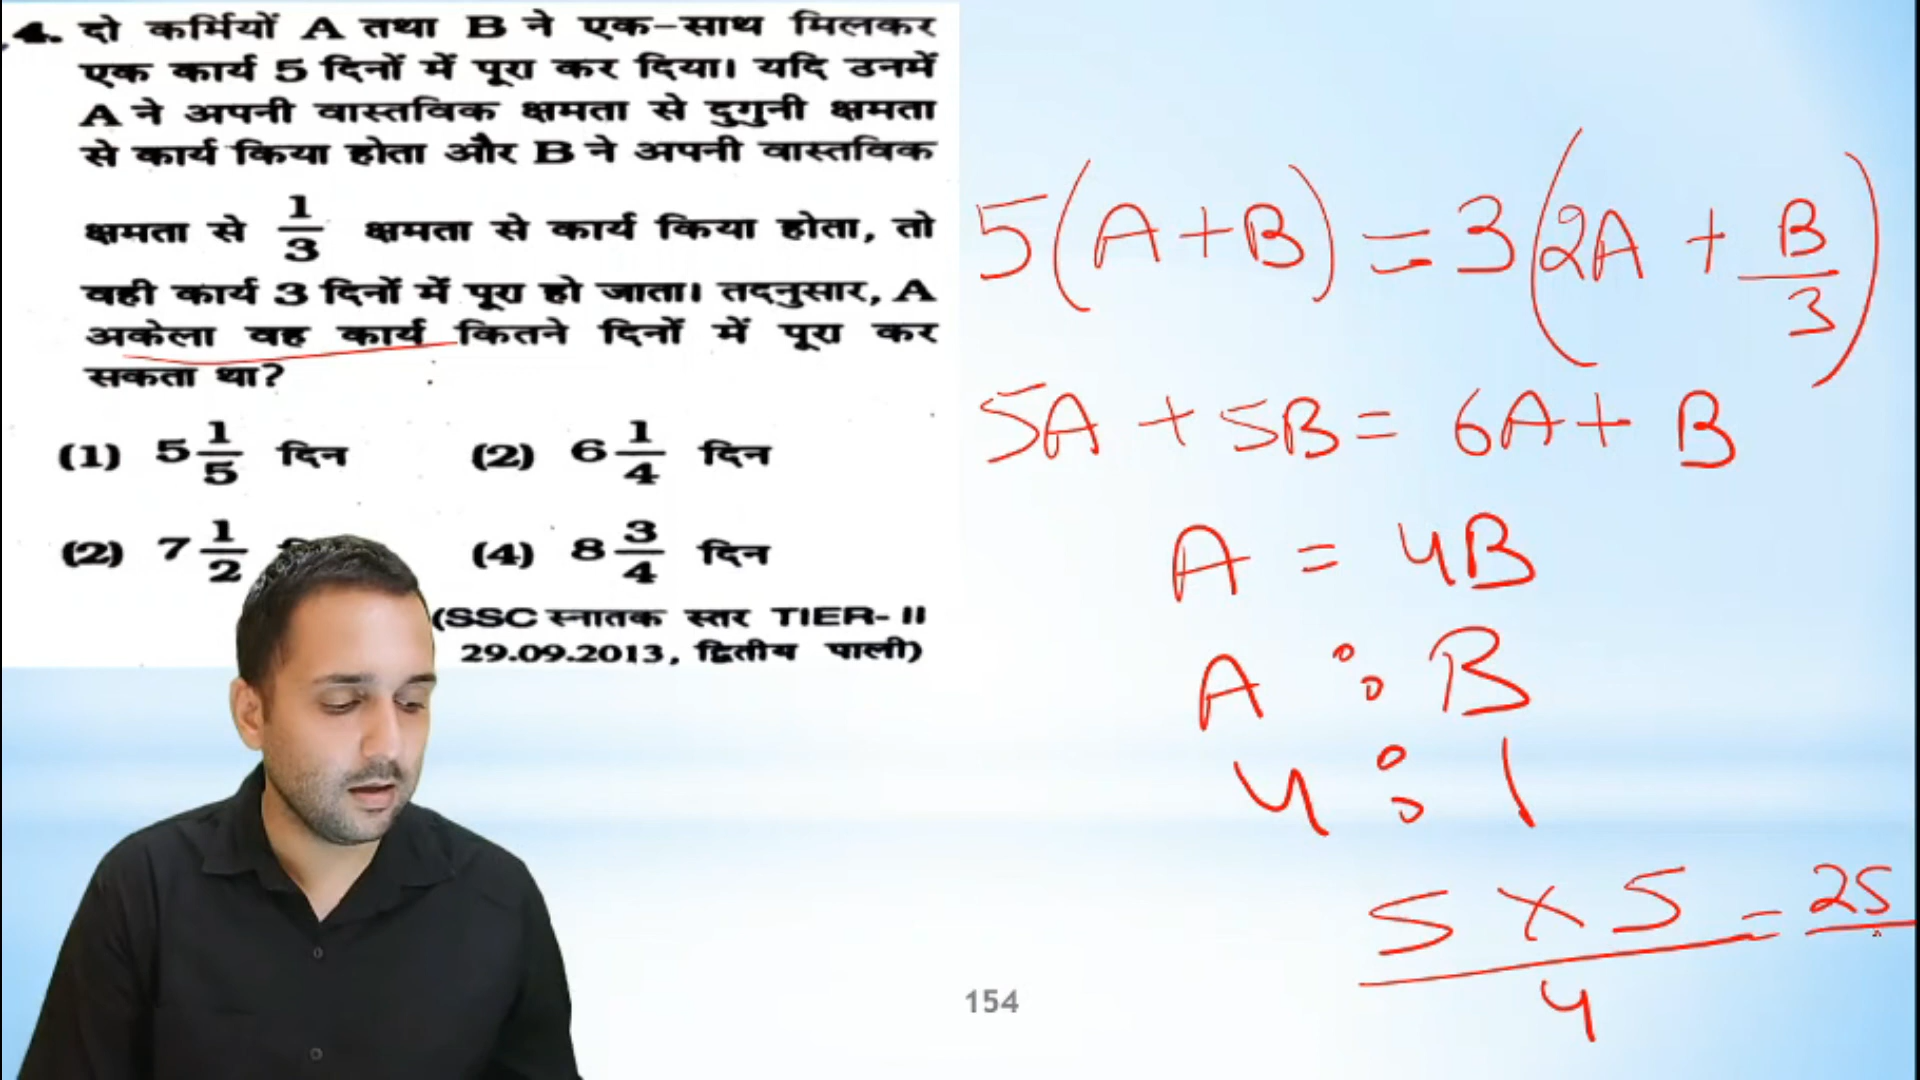 4. दो कर्मियों A तथा B ने एक-साथ मिलकर
एक कार्य 5 दिनों में पूरा कर दिया। यदि उनमें
A ने अपनी वास्तविक क्षमता से दुगुनी क्षमता
से कार्य किया होता और B ने अपनी वास्तविक
क्षमता से 1/3 क्षमता से कार्य किया होता, तो
वही कार्य 3 दिनों में पूरा हो जाता। तदनुसार, A
अकेला वह कार्य कितने दिनों में पूरा कर
सकता था?
(1) 5 1/5 दिन (2) 6 1/4 दिन
(2) 7 1/2 (4) 8 3/4 दिन
(SSC स्नातक स्तर TIER- II
29.09.2013, द्वितीय पाली)
5(A+B) = 3(2A + B/3)
5A + 5B = 6A + B
A = 4B
A : B
4 : 1
5 × 5 / 4 = 25
154